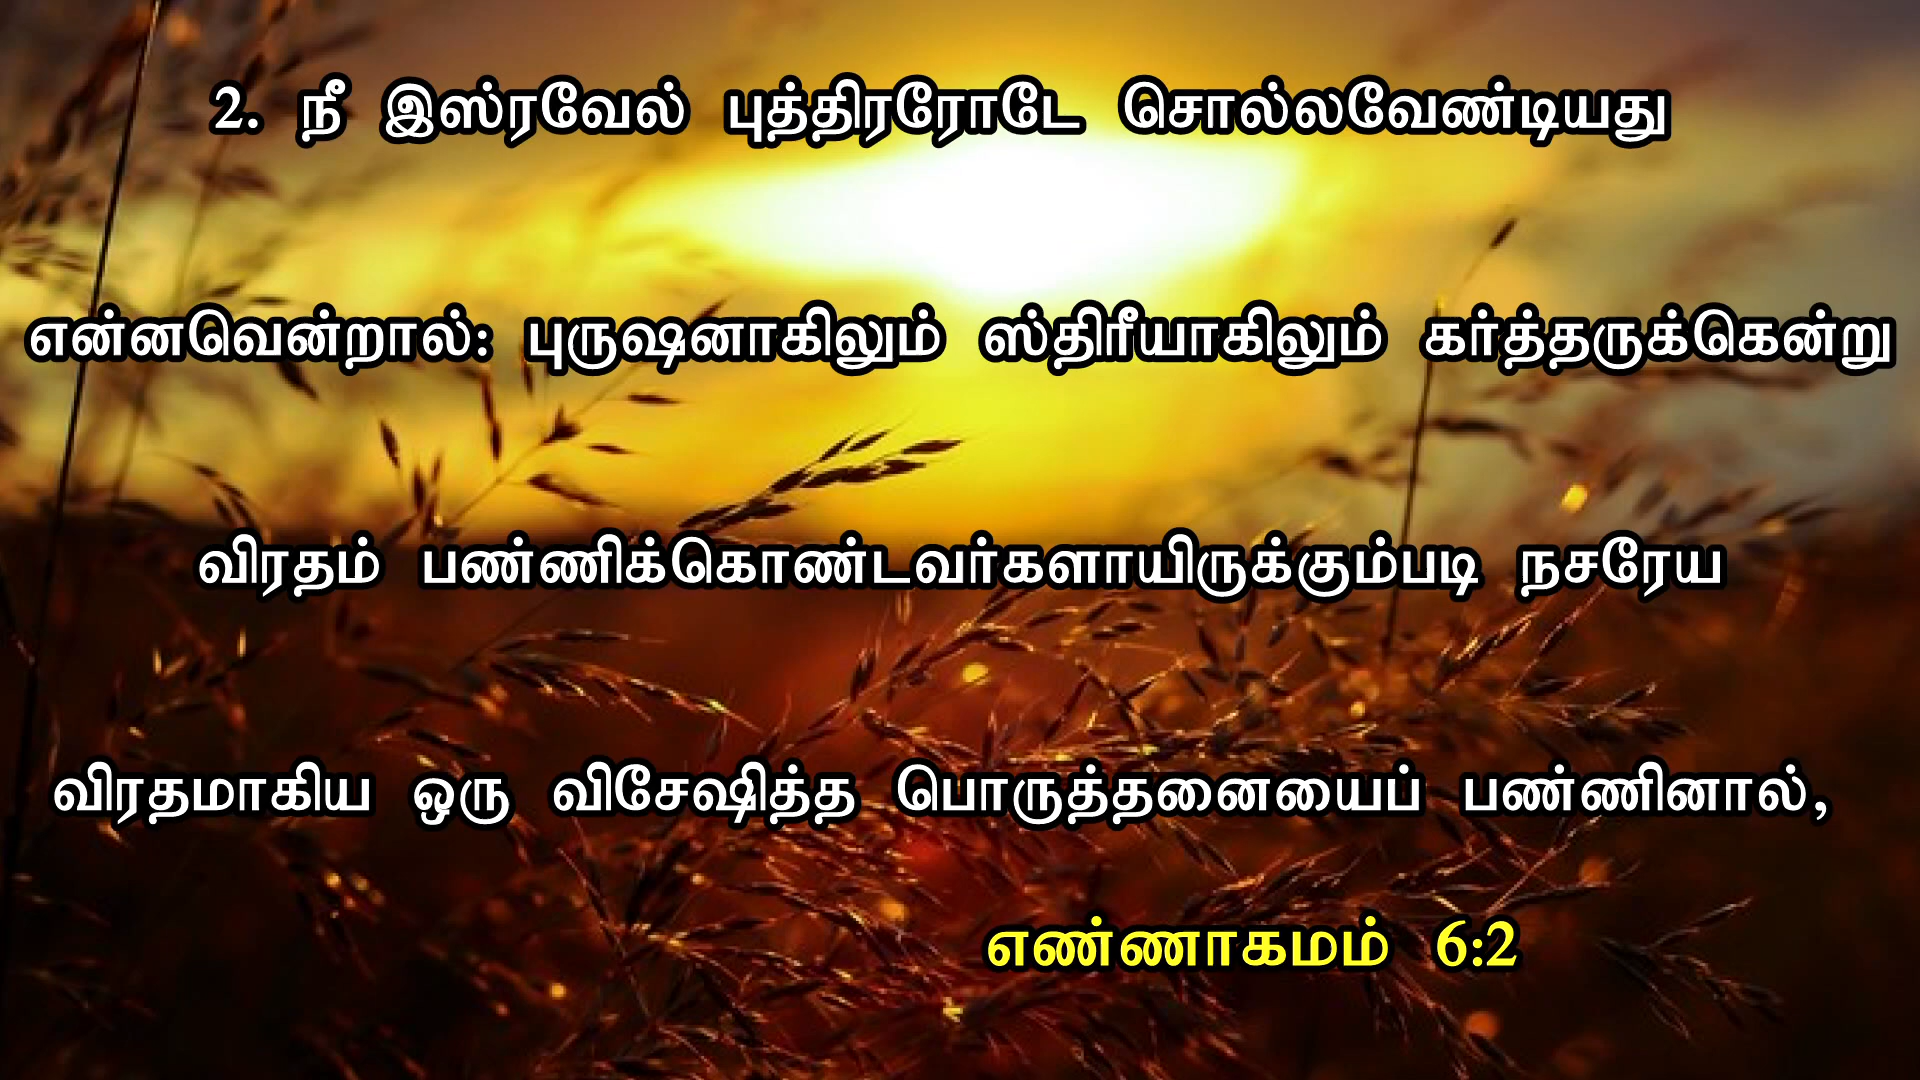 2. நீ இஸ்ரவேல் புத்திரரோடே சொல்லவேண்டியது
என்னவென்றால்: புருஷனாகிலும் ஸ்திரீயாகிலும் கர்த்தருக்கென்று
விரதம் பண்ணிக்கொண்டவர்களாயிருக்கும்படி நசரேய
விரதமாகிய ஒரு விசேஷித்த பொருத்தனையைப் பண்ணினால்,
எண்ணாகமம் 6:2